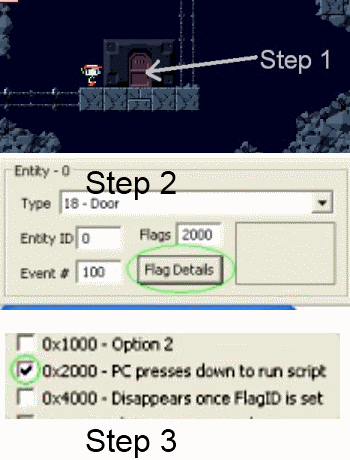 Step 1
Entity - 0
Step 2
Type 18 - Door
Entity ID 0 Flags 2000
Event # 100 Flag Details
0x1000 - Option 2
0x2000 - PC presses down to run script
0x4000 - Disappears once FlagID is set
Step 3